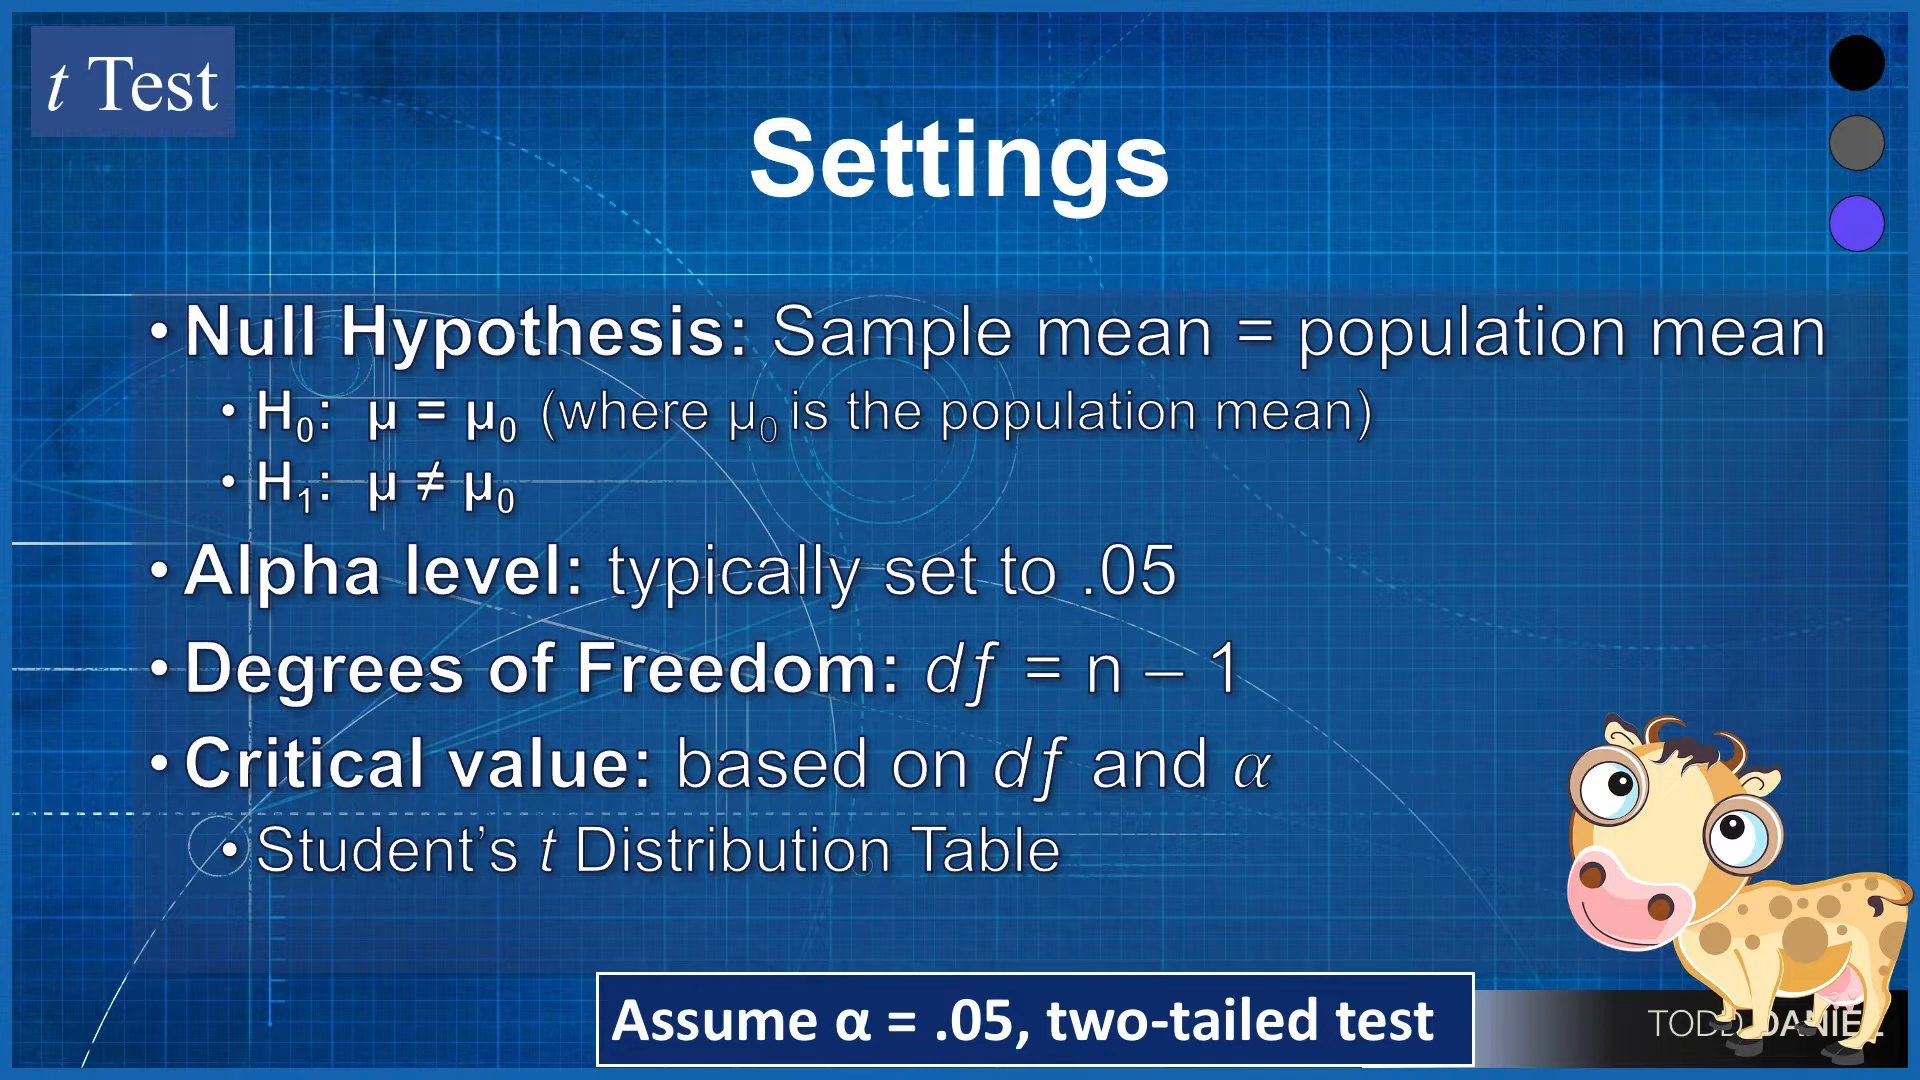 t Test
Settings
• Null Hypothesis: Sample mean = population mean
• H₀: μ = μ₀ (where μ₀ is the population mean)
• H₁: μ ≠ μ₀
• Alpha level: typically set to .05
• Degrees of Freedom: df = n – 1
• Critical value: based on df and α
• Student’s t Distribution Table
Assume α = .05, two-tailed test
TODD DANIEL